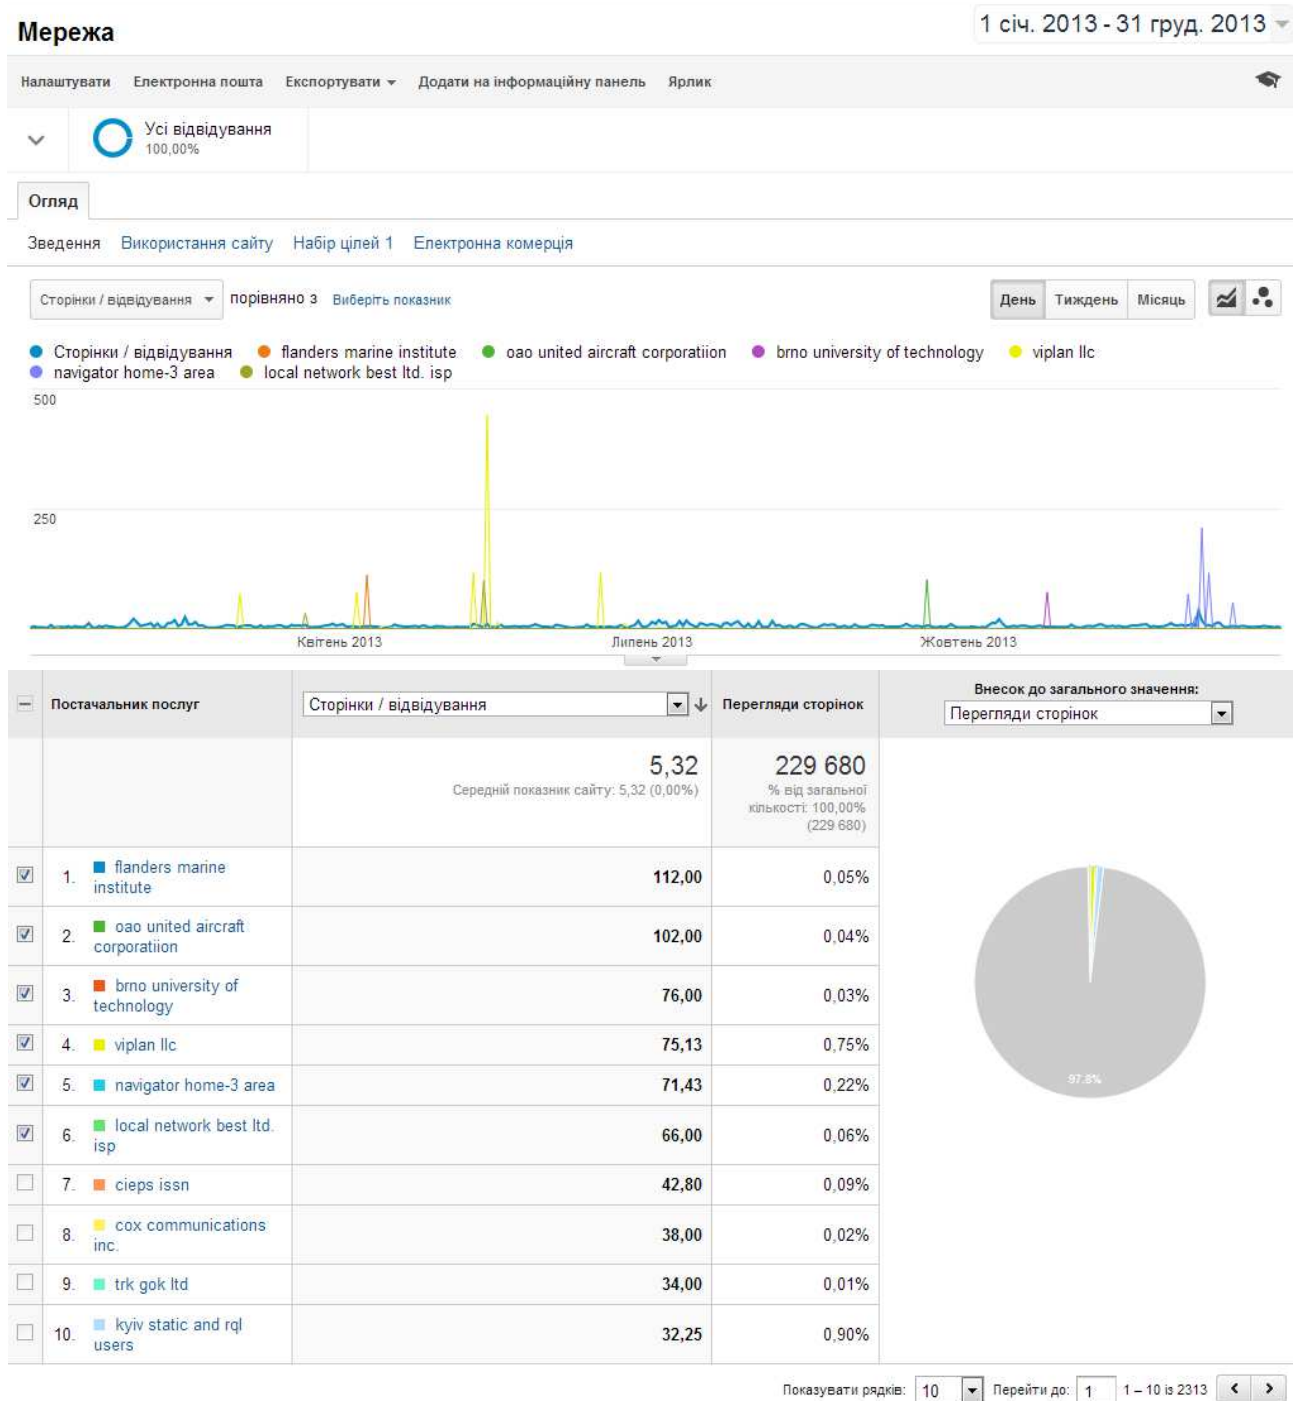 Мережа
1 січ. 2013 - 31 груд. 2013
Налаштувати Електронна пошта Експортувати Додати на інформаційну панель Ярлик
Усі відвідування
100,00%
Огляд
Зведення Використання сайту Набір цілей 1 Електронна комерція
Сторінки / відвідування порівняно з Виберіть показник
День Тиждень Місяць
Сторінки / відвідування flanders marine institute oao united aircraft corporatiion brno university of technology viplan llc
navigator home-3 area local network best ltd. isp
500
250
Квітень 2013 Липень 2013 Жовтень 2013
Постачальник послуг Сторінки / відвідування Перегляди сторінок
Внесок до загального значення:
Перегляди сторінок
5,32
Середній показник сайту: 5,32 (0,00%)
229 680
% від загальної
кількості: 100,00%
(229 680)
1. flanders marine
institute
112,00 0,05%
2. oao united aircraft
corporatiion
102,00 0,04%
3. brno university of
technology
76,00 0,03%
4. viplan llc 75,13 0,75%
5. navigator home-3 area 71,43 0,22%
6. local network best ltd.
isp
66,00 0,06%
7. cieps issn 42,80 0,09%
8. cox communications
inc.
38,00 0,02%
9. trk gok ltd 34,00 0,01%
10. kyiv static and rql
users
32,25 0,90%
97.8%
Показувати рядків: 10 Перейти до: 1 1 – 10 із 2313